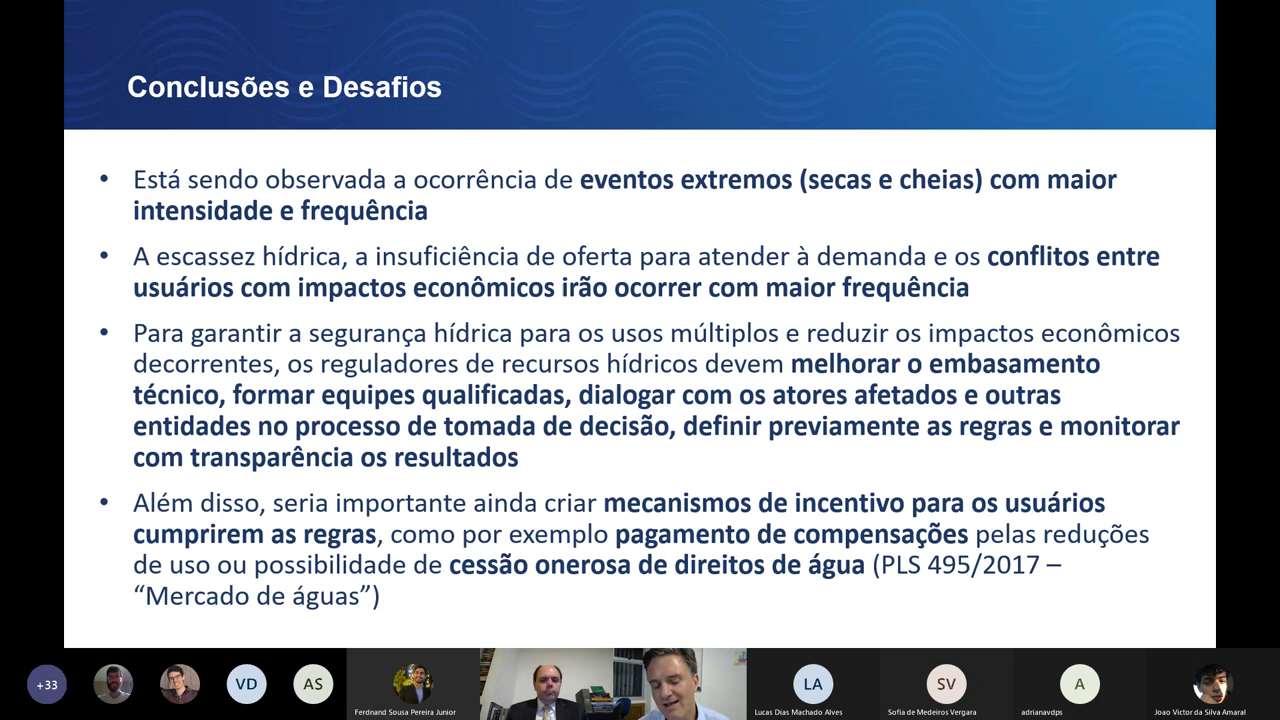 Conclusões e Desafios
• Está sendo observada a ocorrência de eventos extremos (secas e cheias) com maior
intensidade e frequência
• A escassez hídrica, a insuficiência de oferta para atender à demanda e os conflitos entre
usuários com impactos econômicos irão ocorrer com maior frequência
• Para garantir a segurança hídrica para os usos múltiplos e reduzir os impactos econômicos
decorrentes, os reguladores de recursos hídricos devem melhorar o embasamento
técnico, formar equipes qualificadas, dialogar com os atores afetados e outras
entidades no processo de tomada de decisão, definir previamente as regras e monitorar
com transparência os resultados
• Além disso, seria importante ainda criar mecanismos de incentivo para os usuários
cumprirem as regras, como por exemplo pagamento de compensações pelas reduções
de uso ou possibilidade de cessão onerosa de direitos de água (PLS 495/2017 –
“Mercado de águas”)
+33
VD
AS
LA
SV
A
Ferdnand Sousa Pereira Junior
Lucas Dias Machado Alves
Sofia de Medeiros Vergara
adrianavdps
Joao Victor da Silva Amaral